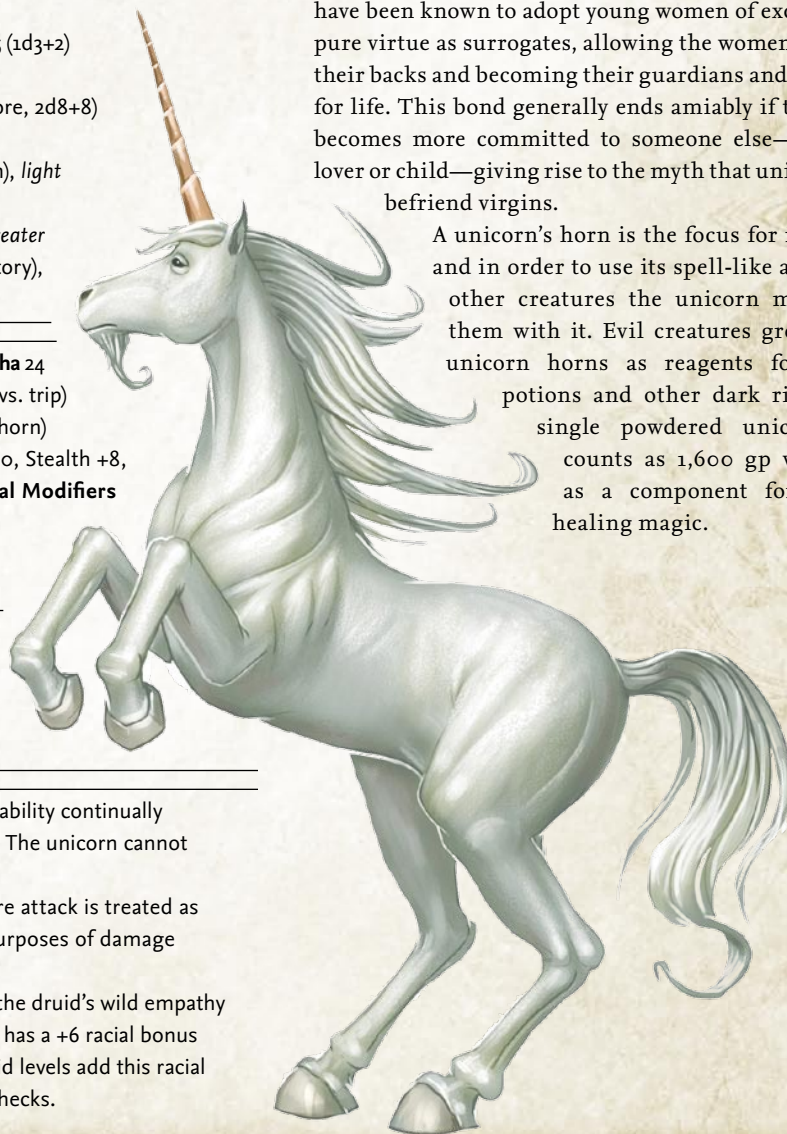 (1d3+2)
ore, 2d8+8)
), light
eater
ory),
ha 24
vs. trip)
horn)
0, Stealth +8,
al Modifiers
ability continually
The unicorn cannot
re attack is treated as
urposes of damage
the druid’s wild empathy
has a +6 racial bonus
d levels add this racial
hecks.
have been known to adopt young women of exc
pure virtue as surrogates, allowing the women
their backs and becoming their guardians and
for life. This bond generally ends amiably if t
becomes more committed to someone else—
lover or child—giving rise to the myth that uni
befriend virgins.
A unicorn’s horn is the focus for
and in order to use its spell-like a
other creatures the unicorn m
them with it. Evil creatures gre
unicorn horns as reagents fo
potions and other dark ri
single powdered unic
counts as 1,600 gp
as a component fo
healing magic.